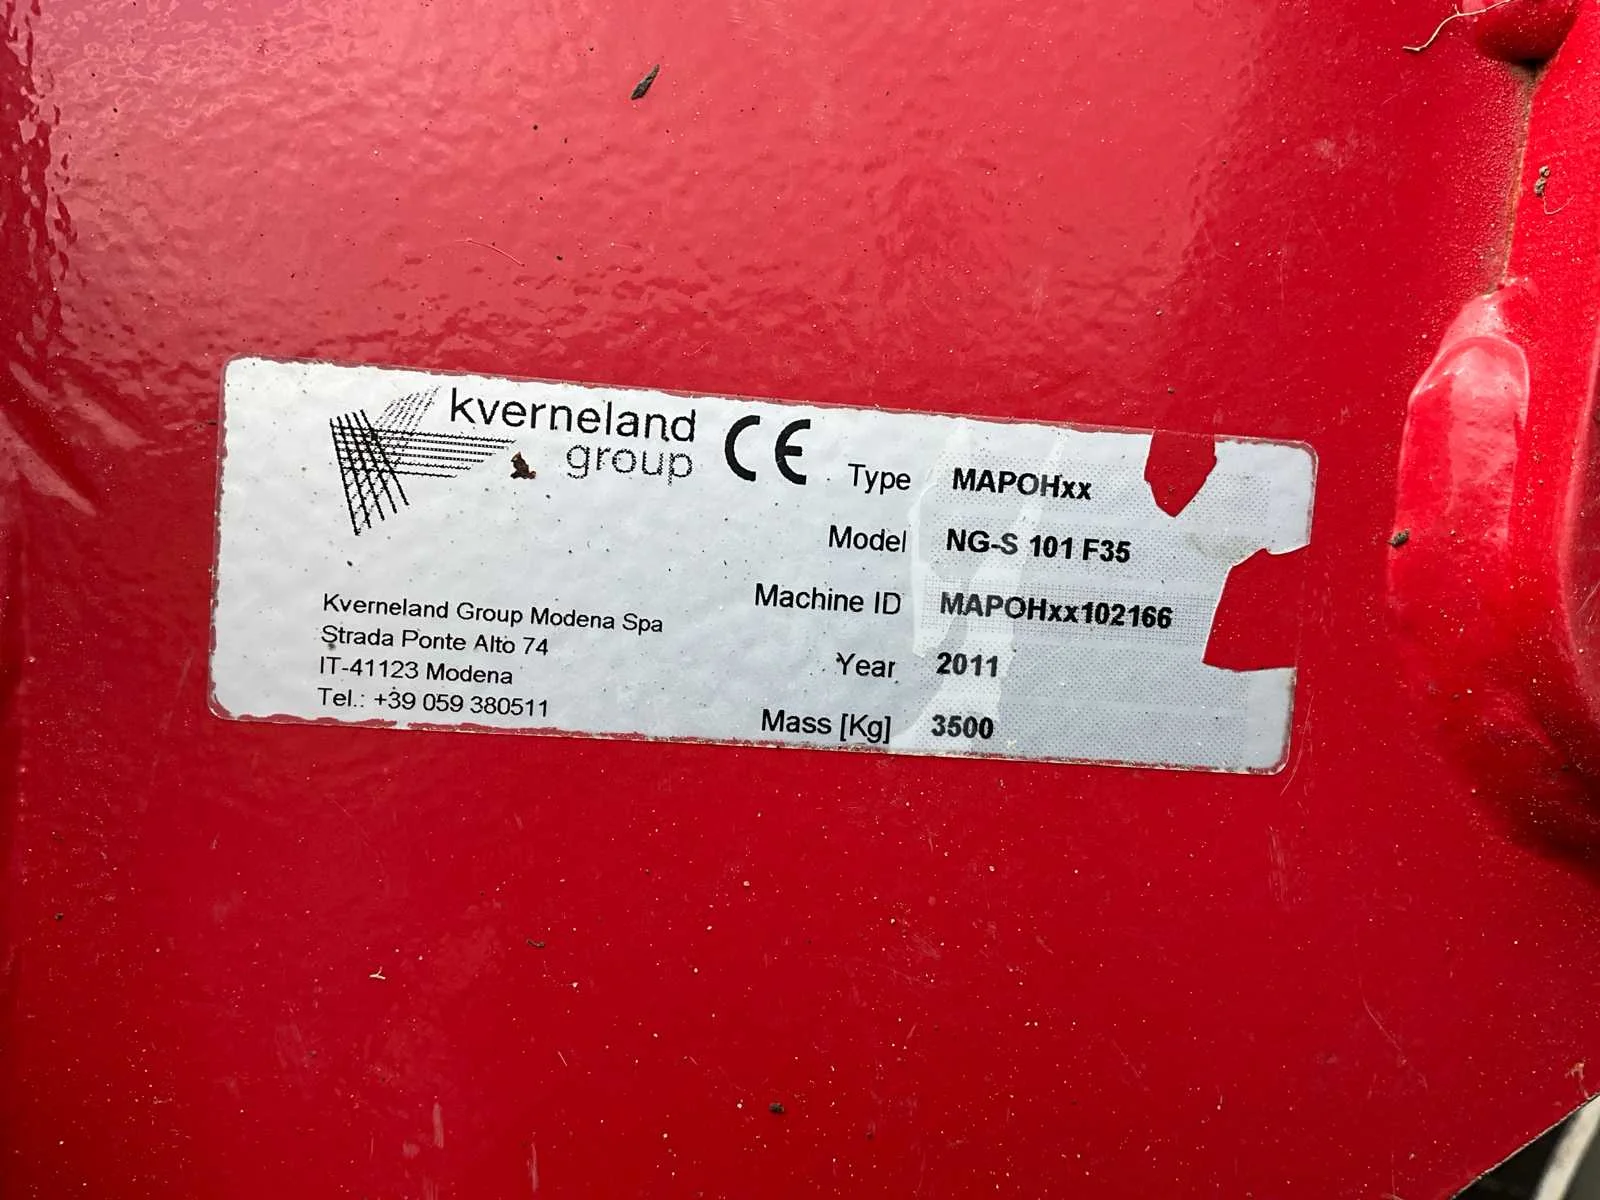 kverneland
group
CE
Type MAPOHxx
Model NG-S 101 F35
Machine ID MAPOHxx102166
Year 2011
Mass [Kg] 3500
Kverneland Group Modena Spa
Strada Ponte Alto 74
IT-41123 Modena
Tel.: +39 059 380511